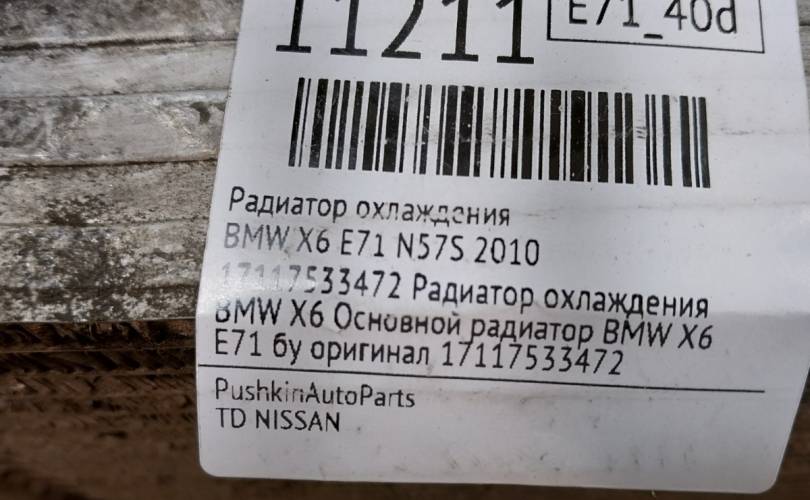 11211
E71_40d
Радиатор охлаждения
BMW X6 E71 N57S 2010
17117533472 Радиатор охлаждения
BMW X6 Основной радиатор BMW X6
E71 бу оригинал 17117533472
PushkinAutoParts
TD NISSAN